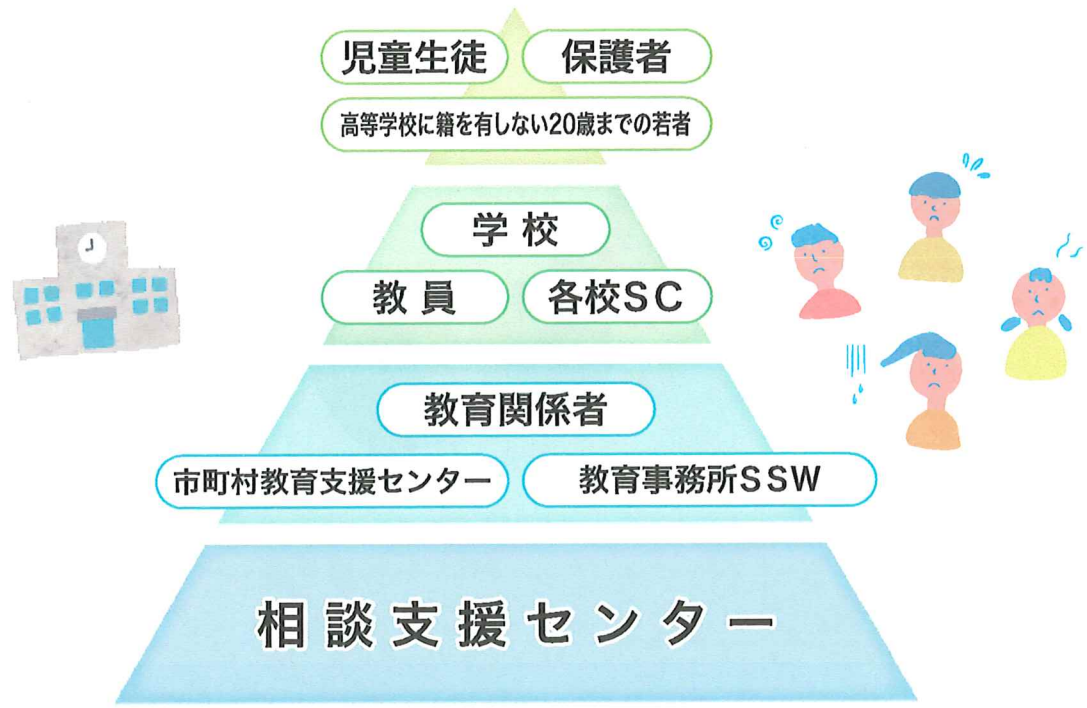 児童生徒 保護者
高等学校に籍を有しない20歳までの若者
学校
教員 各校SC
教育関係者
市町村教育支援センター 教育事務所SSW
相談支援センター